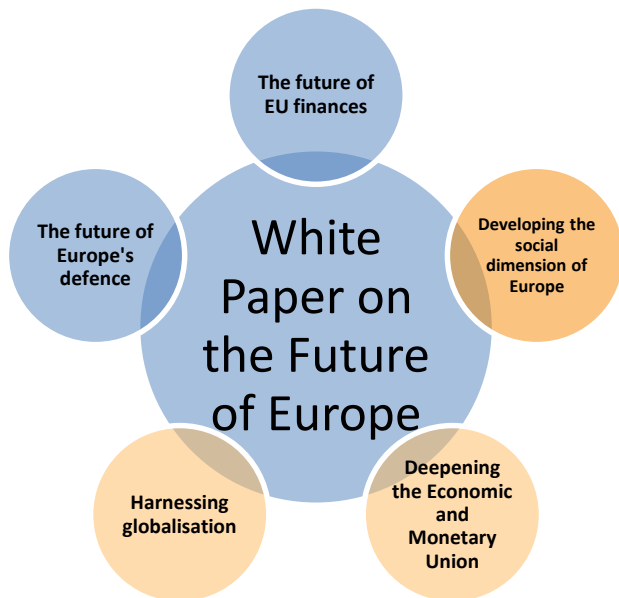 The future of
EU finances
The future of
Europe's
defence
White
Paper on
the Future
of Europe
Developing the
social
dimension of
Europe
Harnessing
globalisation
Deepening
the Economic
and
Monetary
Union